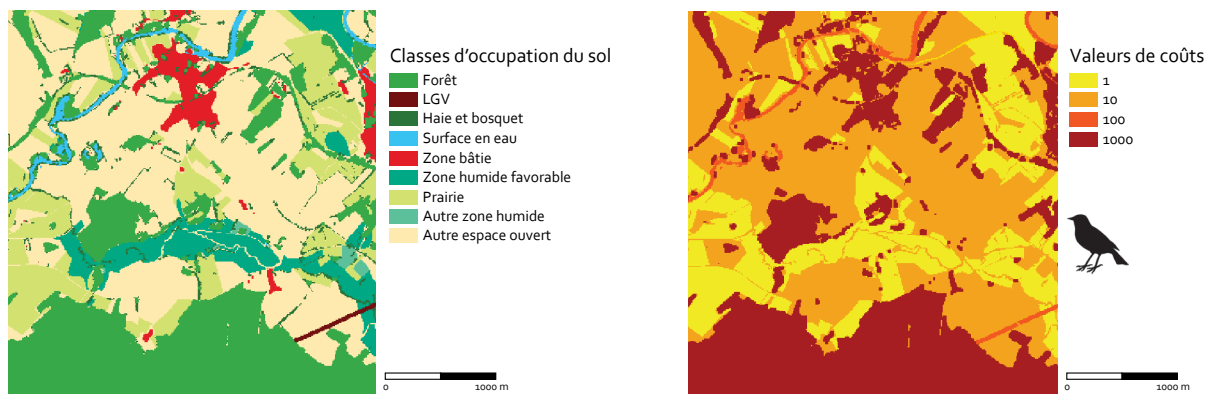 Classes d'occupation du sol
Forêt
LGV
Haie et bosquet
Surface en eau
Zone bâtie
Zone humide favorable
Prairie
Autre zone humide
Autre espace ouvert
0 1000 m
Valeurs de coûts
1
10
100
1000
0 1000 m